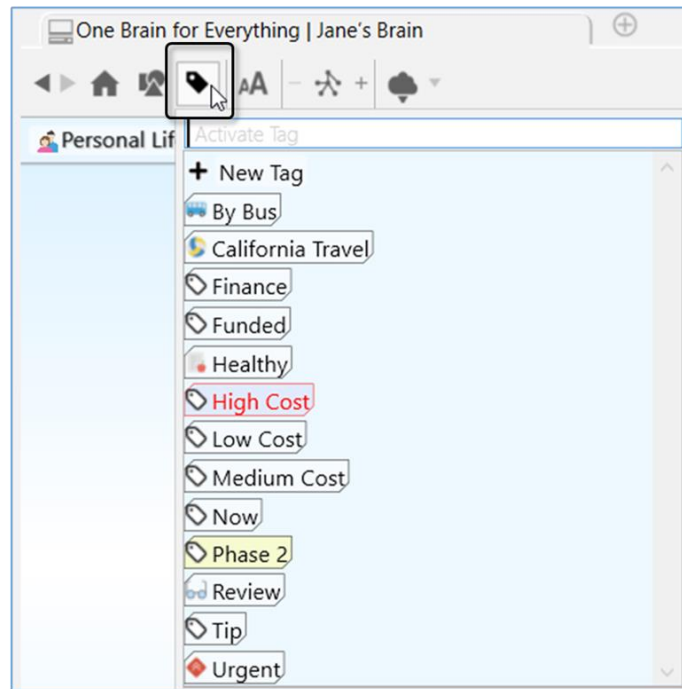 One Brain for Everything | Jane's Brain
AA
Personal Lif
Activate Tag
New Tag
By Bus
California Travel
Finance
Funded
Healthy
High Cost
Low Cost
Medium Cost
Now
Phase 2
Review
Tip
Urgent